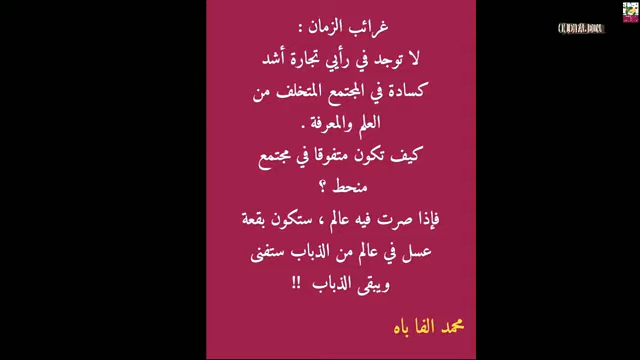 غرائب الزمان :
لا توجد في رأيي تجارة أشد
كسادة في المجتمع المتخلف من
العلم والمعرفة .
كيف تكون متفوقا في مجتمع
منحط ؟
فإذا صرت فيه عالم ، ستكون بقعة
عسل في عالم من الذباب ستفنى
ويبقى الذباب !!
محمد الفا باه